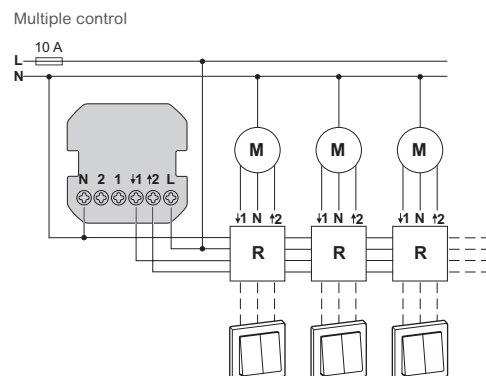 Multiple control
10 A
L
N
M M M
N 2 1 ↓1 ↑2 L
↓1 N ↑2 ↓1 N ↑2 ↓1 N ↑2
R R R